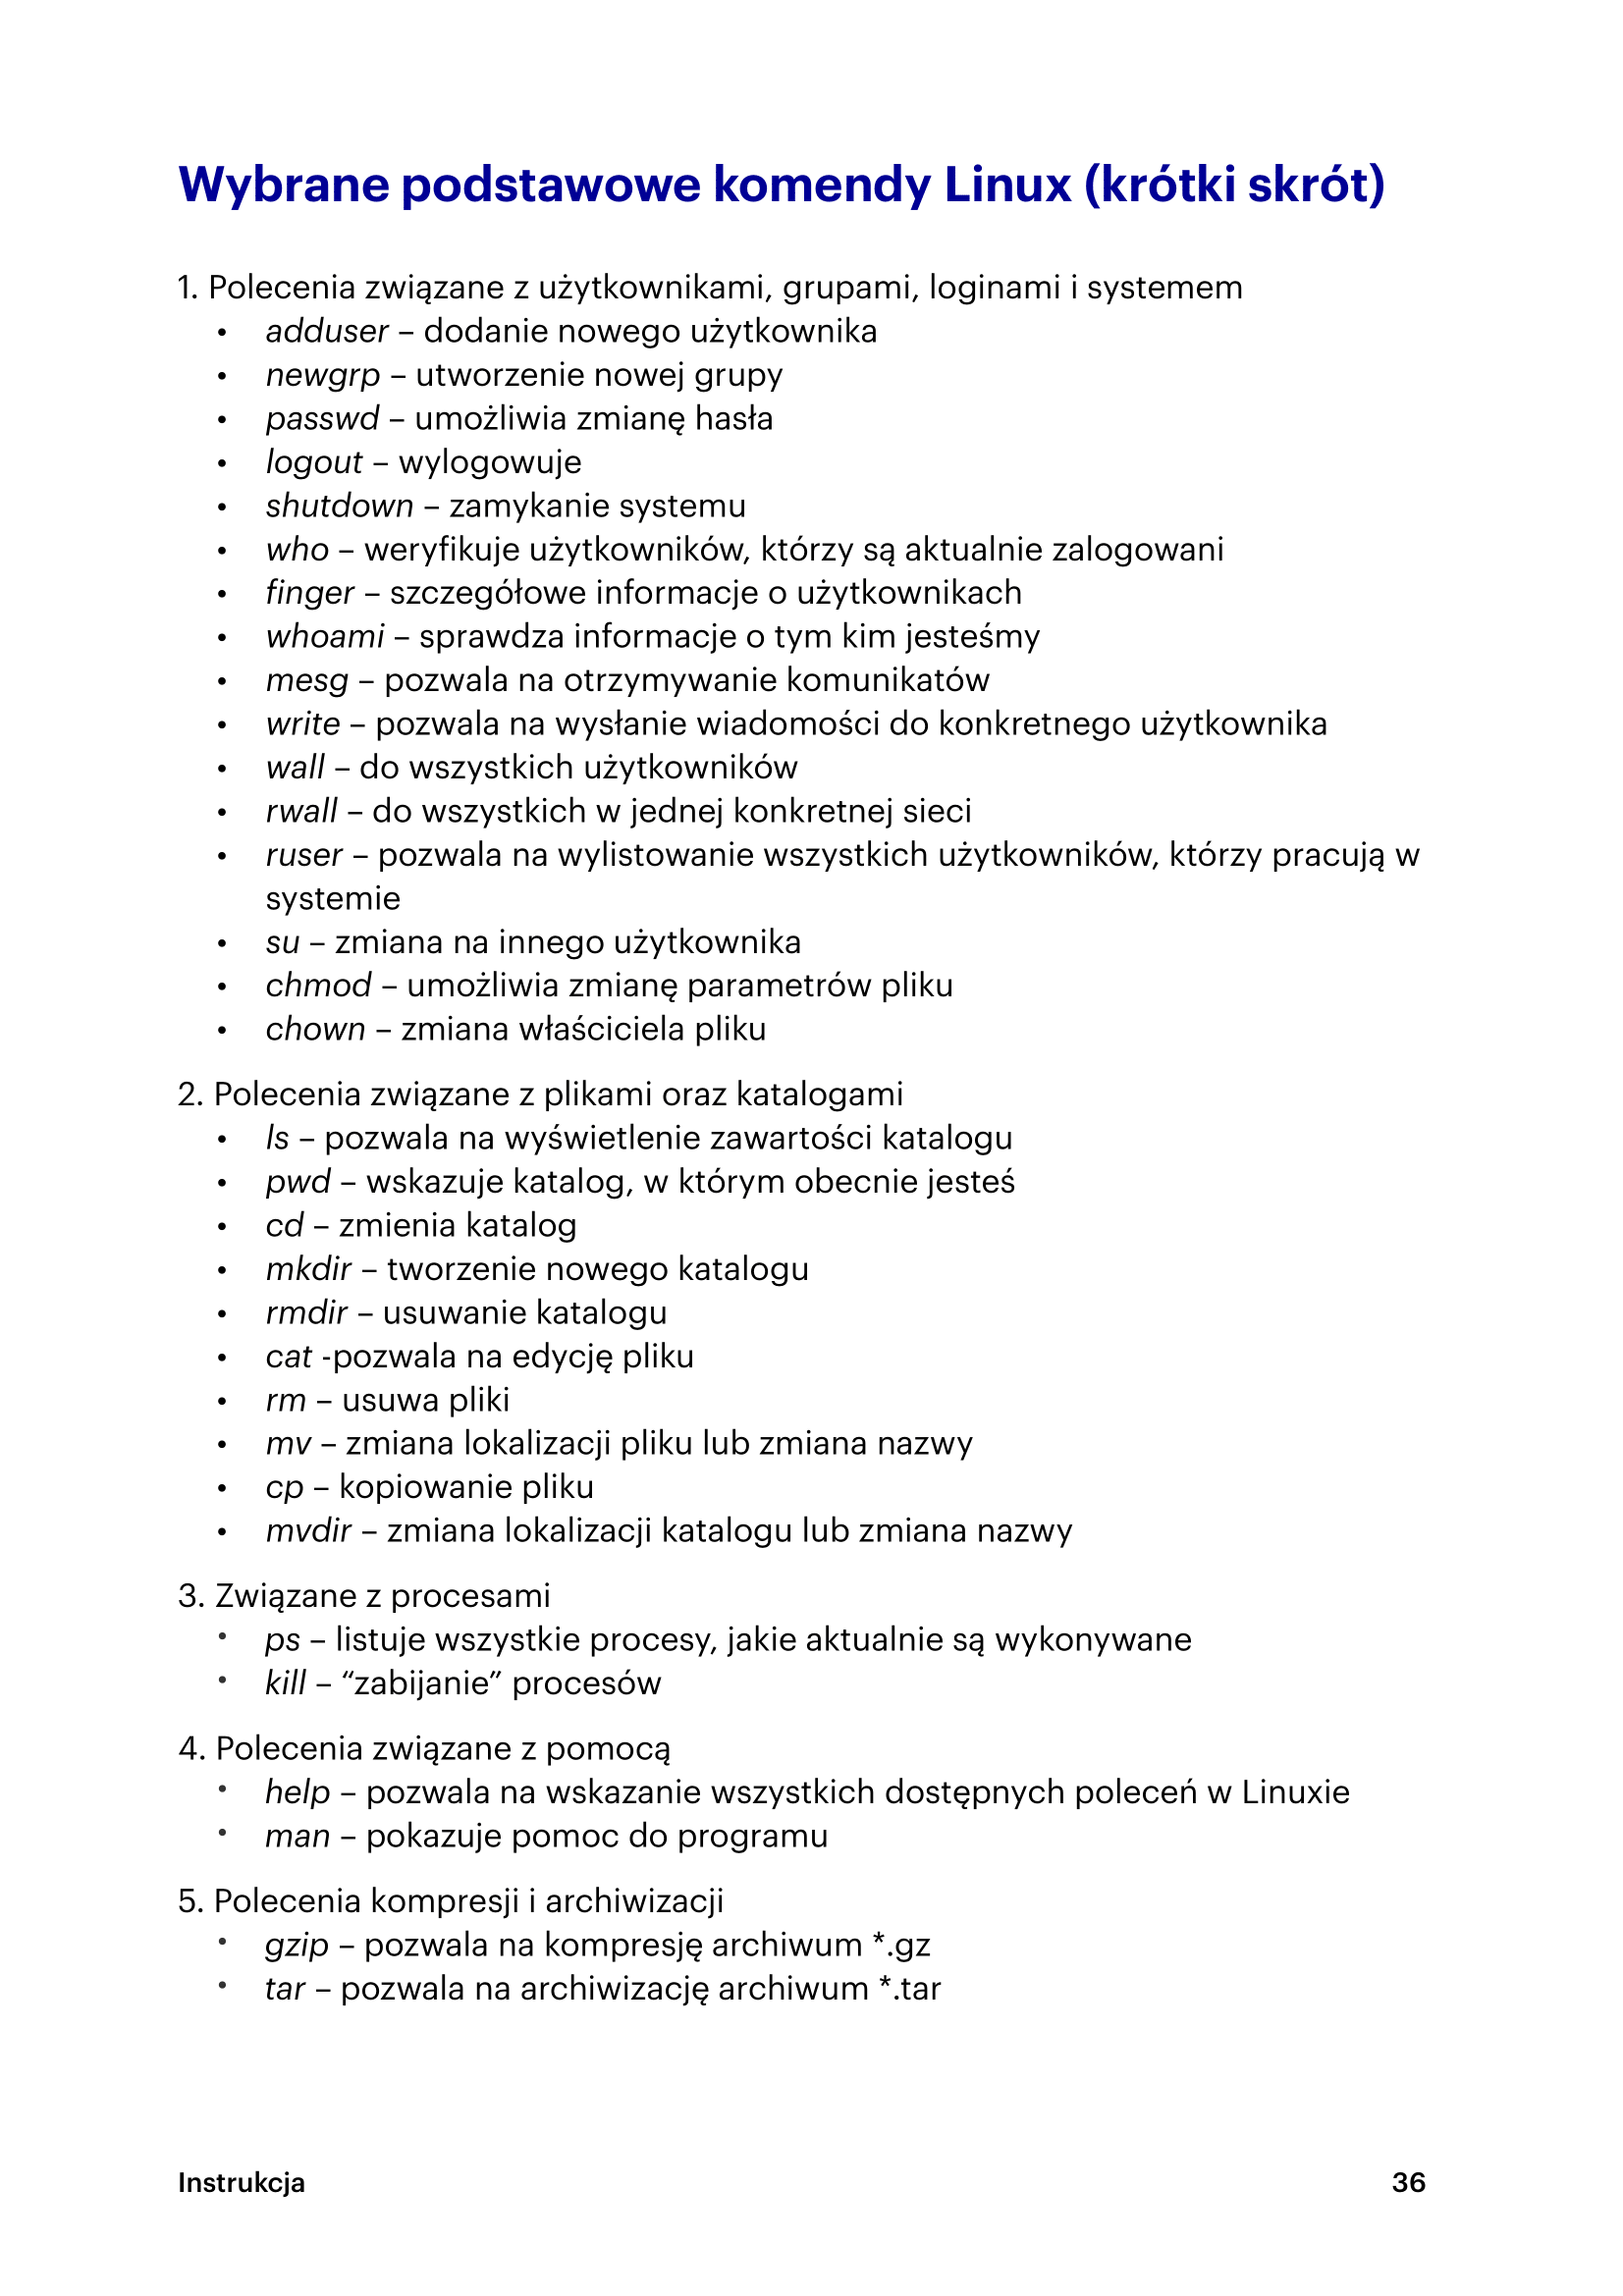 Wybrane podstawowe komendy Linux (krótki skrót)
1. Polecenia związane z użytkownikami, grupami, loginami i systemem
• adduser – dodanie nowego użytkownika
• newgrp – utworzenie nowej grupy
• passwd – umożliwia zmianę hasła
• logout – wylogowuje
• shutdown – zamykanie systemu
• who – weryfikuje użytkowników, którzy są aktualnie zalogowani
• finger – szczegółowe informacje o użytkownikach
• whoami – sprawdza informacje o tym kim jesteśmy
• mesg – pozwala na otrzymywanie komunikatów
• write – pozwala na wysłanie wiadomości do konkretnego użytkownika
• wall – do wszystkich użytkowników
• rwall – do wszystkich w jednej konkretnej sieci
• ruser – pozwala na wylistowanie wszystkich użytkowników, którzy pracują w
systemie
• su – zmiana na innego użytkownika
• chmod – umożliwia zmianę parametrów pliku
• chown – zmiana właściciela pliku
2. Polecenia związane z plikami oraz katalogami
• ls – pozwala na wyświetlenie zawartości katalogu
• pwd – wskazuje katalog, w którym obecnie jesteś
• cd – zmienia katalog
• mkdir – tworzenie nowego katalogu
• rmdir – usuwanie katalogu
• cat -pozwala na edycję pliku
• rm – usuwa pliki
• mv – zmiana lokalizacji pliku lub zmiana nazwy
• cp – kopiowanie pliku
• mvdir – zmiana lokalizacji katalogu lub zmiana nazwy
3. Związane z procesami
• ps – listuje wszystkie procesy, jakie aktualnie są wykonywane
• kill – “zabijanie” procesów
4. Polecenia związane z pomocą
• help – pozwala na wskazanie wszystkich dostępnych poleceń w Linuxie
• man – pokazuje pomoc do programu
5. Polecenia kompresji i archiwizacji
• gzip – pozwala na kompresję archiwum *.gz
• tar – pozwala na archiwizację archiwum *.tar
Instrukcja
36